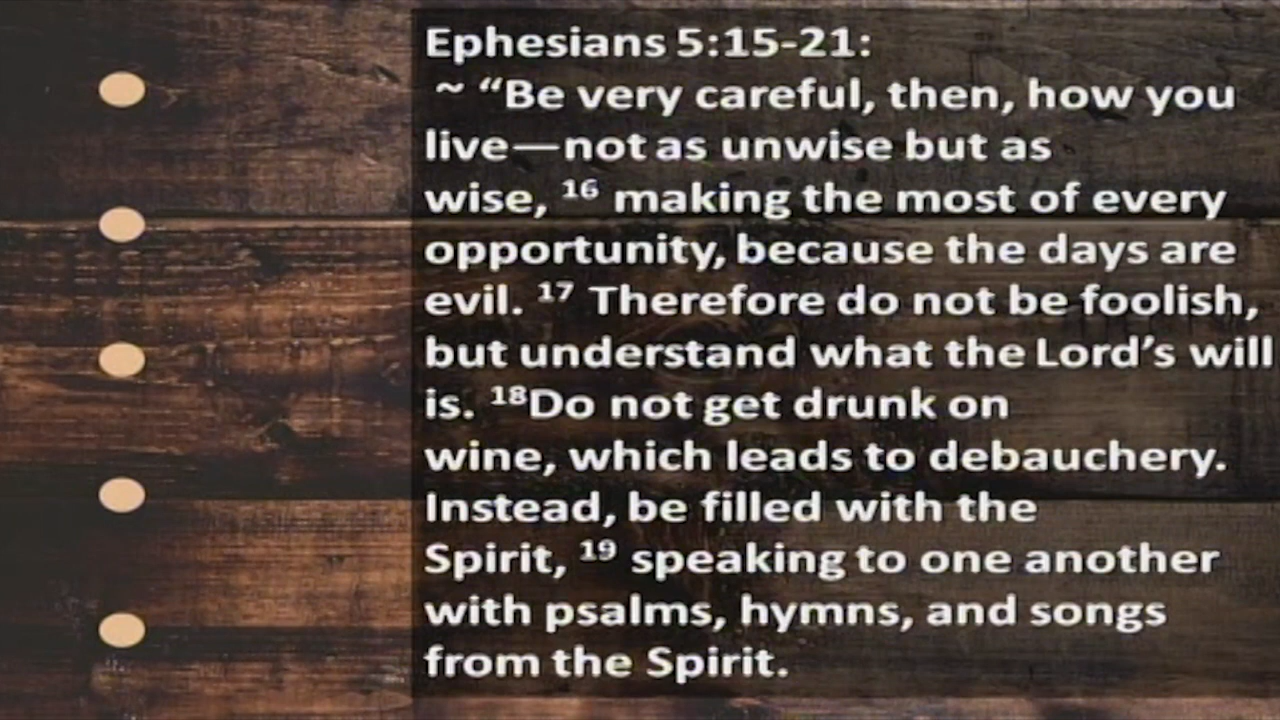 Ephesians 5:15-21:
~ “Be very careful, then, how you
live—not as unwise but as
wise, ¹⁶ making the most of every
opportunity, because the days are
evil. ¹⁷ Therefore do not be foolish,
but understand what the Lord’s will
is. ¹⁸Do not get drunk on
wine, which leads to debauchery.
Instead, be filled with the
Spirit, ¹⁹ speaking to one another
with psalms, hymns, and songs
from the Spirit.